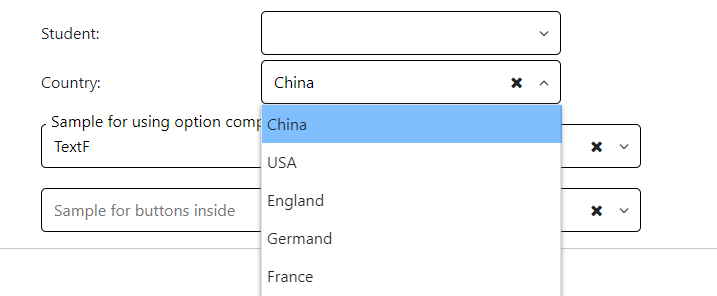 Student:
Country:
China
China
USA
England
Germand
France
Sample for using option comp
TextF
Sample for buttons inside